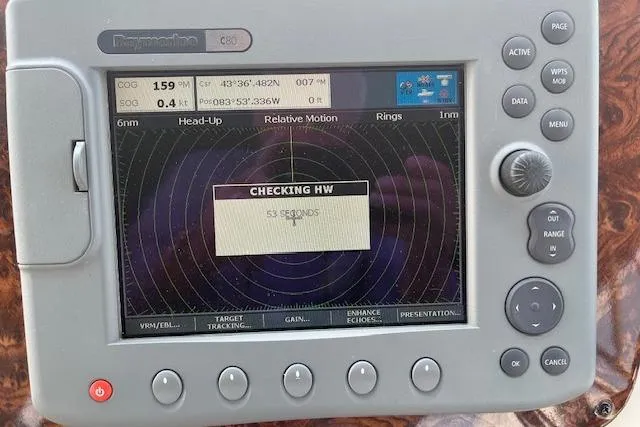 Raymarine C80
COG 159 °M
SOG 0.4 kt
Csr 43°36'.482N 007 °M
Pos 083°53'.336W 0 ft
6nm Head-Up Relative Motion Rings 1nm
CHECKING HW
53 SECONDS
VRM/EBL...
TARGET TRACKING...
GAIN...
ENHANCE ECHOES...
PRESENTATION...
PAGE
ACTIVE
WPTS
MOB
DATA
MENU
OUT
RANGE
IN
OK
CANCEL